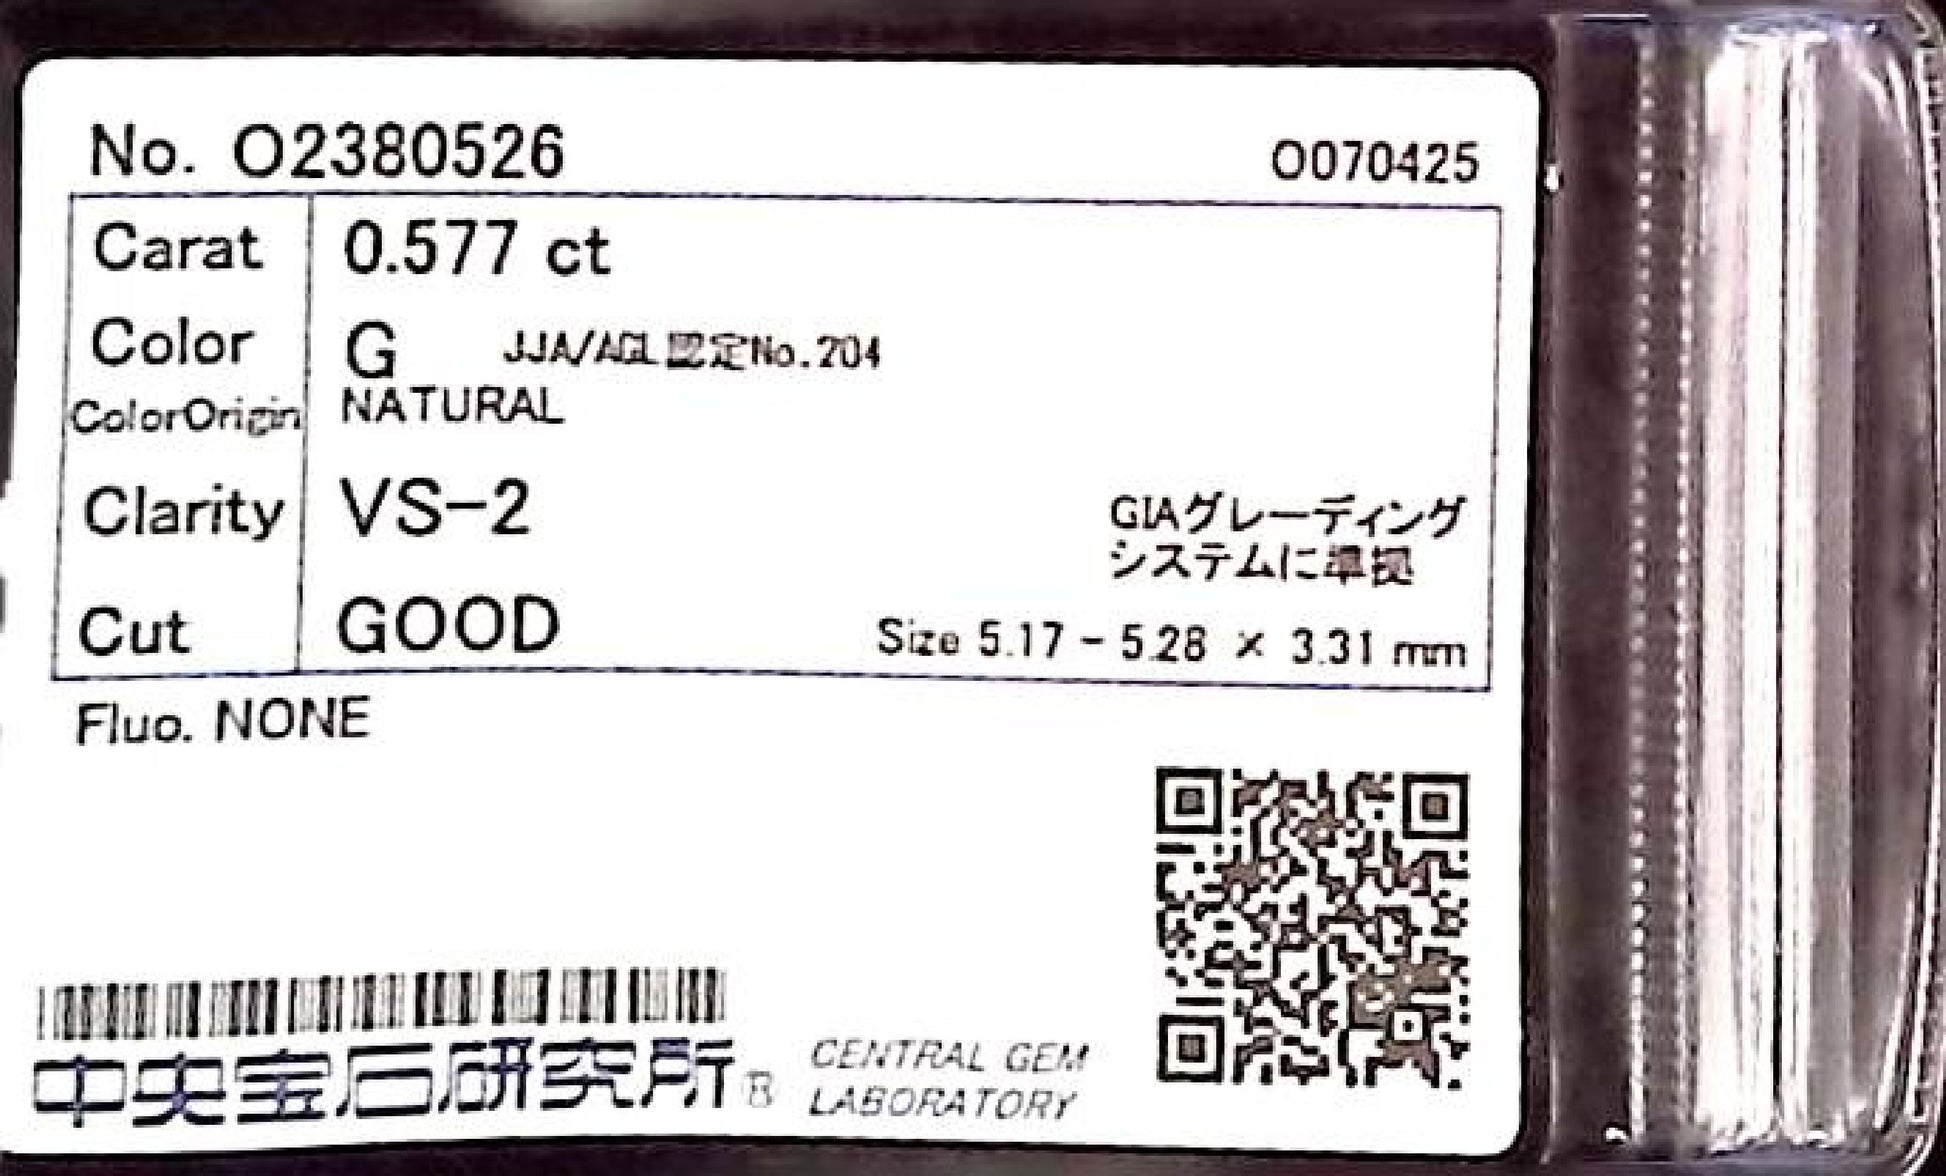 No. O2380526 O070425
Carat 0.577 ct
Color G JJA/AGL認定No.204
ColorOrigin NATURAL
Clarity VS-2
GIAグレーディング
システムに準拠
Cut GOOD Size 5.17 - 5.28 × 3.31 mm
Fluo. NONE
中央宝石研究所® CENTRAL GEM
LABORATORY